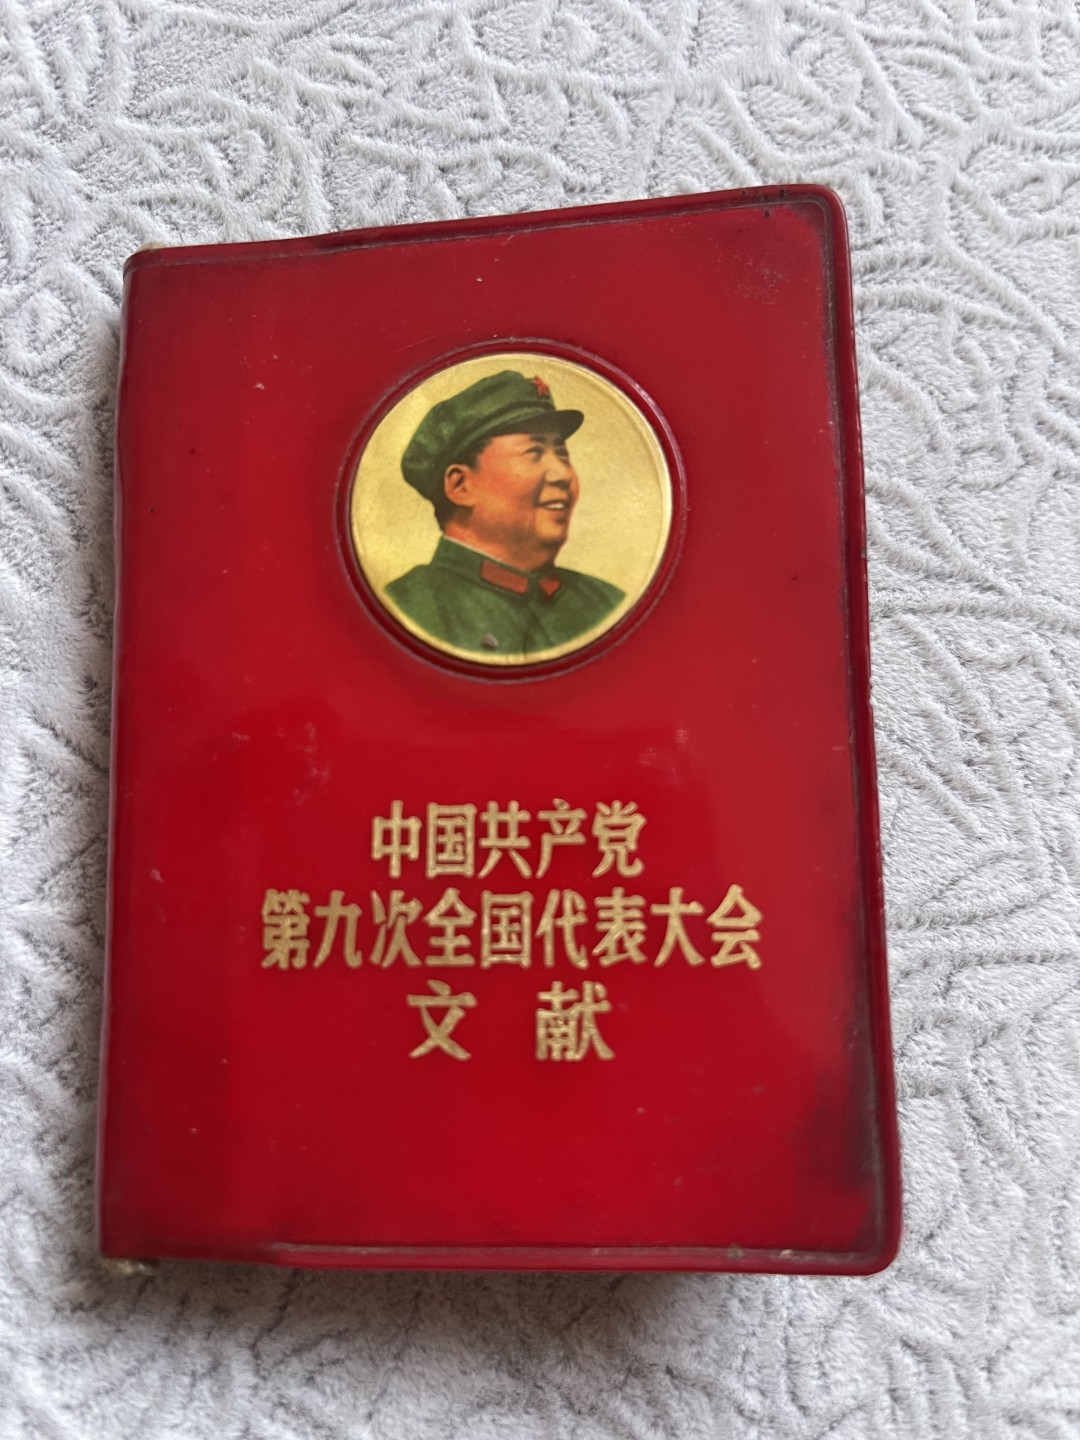 中国共产党
第九次全国代表大会
文献